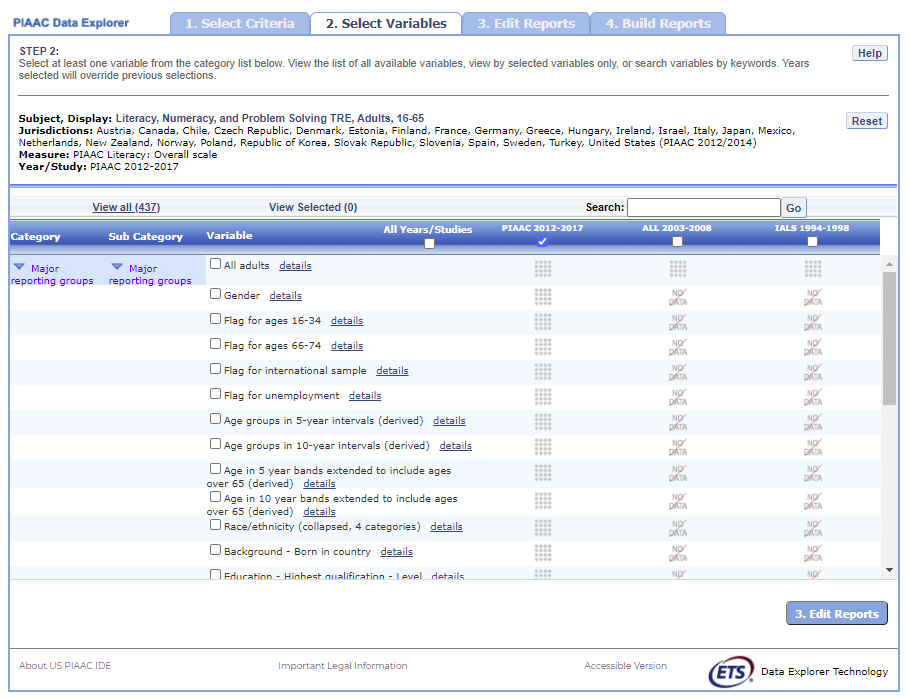 PIAAC Data Explorer
1. Select Criteria
2. Select Variables
3. Edit Reports
4. Build Reports
STEP 2:
Help
Select at least one variable from the category list below. View the list of all available variables, view by selected variables only, or search variables by keywords. Years
selected will override previous selections.
Subject, Display: Literacy, Numeracy, and Problem Solving TRE, Adults, 16-65
Reset
Jurisdictions: Austria, Canada, Chile, Czech Republic, Denmark, Estonia, Finland, France, Germany, Greece, Hungary, Ireland, Israel, Italy, Japan, Mexico,
Netherlands, New Zealand, Norway, Poland, Republic of Korea, Slovak Republic, Slovenia, Spain, Sweden, Turkey, United States (PIAAC 2012/2014)
Measure: PIAAC Literacy: Overall scale
Year/Study: PIAAC 2012-2017
View all (437) View Selected (0) Search: Go
Category Sub Category Variable All Years/Studies PIAAC 2012-2017 ALL 2003-2008 IALS 1994-1998
Major
reporting groups
Major
reporting groups
All adults details
Gender details NO DATA NO DATA
Flag for ages 16-34 details NO DATA NO DATA
Flag for ages 66-74 details NO DATA NO DATA
Flag for international sample details NO DATA NO DATA
Flag for unemployment details NO DATA NO DATA
Age groups in 5-year intervals (derived) details NO DATA NO DATA
Age groups in 10-year intervals (derived) details NO DATA NO DATA
Age in 5 year bands extended to include ages
over 65 (derived) details NO DATA NO DATA
Age in 10 year bands extended to include ages
over 65 (derived) details NO DATA NO DATA
Race/ethnicity (collapsed, 4 categories) details NO DATA NO DATA
Background - Born in country details NO DATA NO DATA
Education - Highest qualification - Level details NO NO
3. Edit Reports
About US PIAAC IDE
Important Legal Information
Accessible Version
ETS
Data Explorer Technology